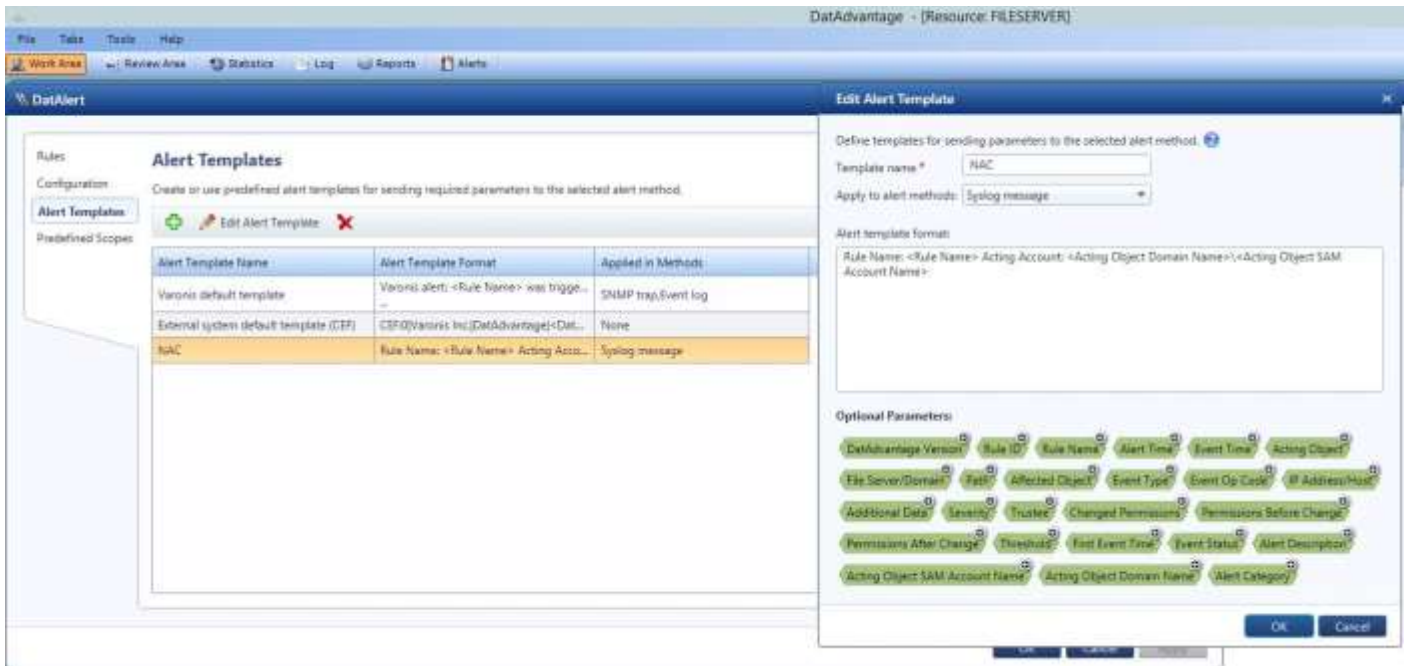 DatAdvantage - [Resource: FILESERVER]
File Tabs Tools Help
Work Area Review Area Statistics Log Reports Alerts
DatAlert
Rules
Configuration
Alert Templates
Predefined Scopes
Alert Templates
Create or use predefined alert templates for sending required parameters to the selected alert method.
Edit Alert Template
Alert Template Name Alert Template Format Applied in Methods
Varonis default template Varonis alert: <Rule Name> was trigge... ... SNMP trap,Event log
External system default template (CEF) CEF:0|Varonis Inc.|DatAdvantage|<Dat... None
NAC Rule Name: <Rule Name> Acting Acco... Syslog message
Edit Alert Template
Define templates for sending parameters to the selected alert method.
Template name * NAC
Apply to alert methods: Syslog message
Alert template format:
Rule Name: <Rule Name> Acting Account: <Acting Object Domain Name>\<Acting Object SAM
Account Name>
Optional Parameters:
DatAdvantage Version Rule ID Rule Name Alert Time Event Time Acting Object
File Server/Domain Path Affected Object Event Type Event Op Code IP Address/Host
Additional Data Severity Trustee Changed Permissions Permissions Before Change
Permissions After Change Threshold First Event Time Event Status Alert Description
Acting Object SAM Account Name Acting Object Domain Name Alert Category
OK Cancel
OK Cancel Apply